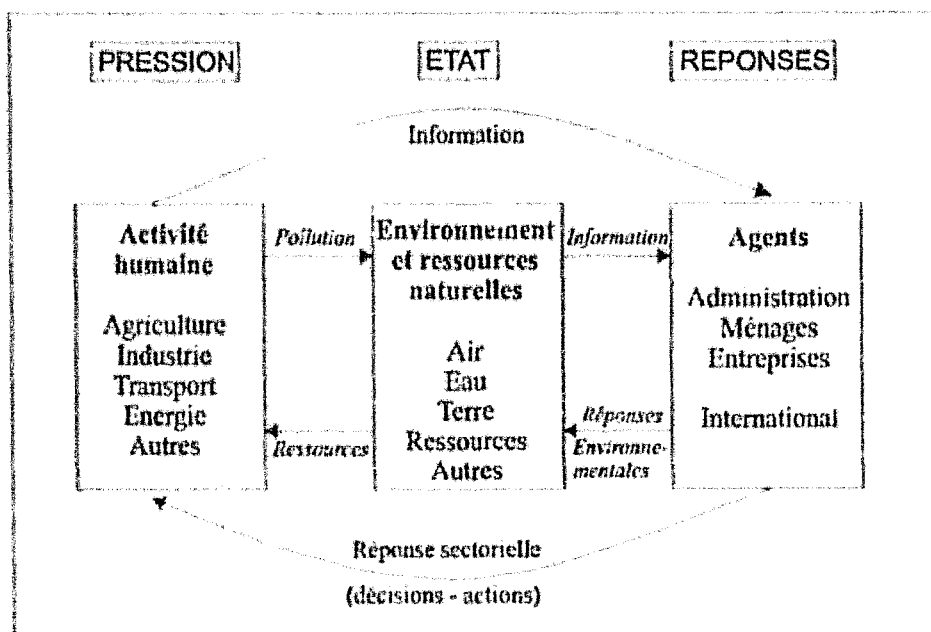 PRESSION
ETAT
REPONSES
Information
Activité
humaine
Agriculture
Industrie
Transport
Energie
Autres
Pollution
Ressources
Environnement
et ressources
naturelles
Air
Eau
Terre
Ressources
Autres
Information
Réponses
Environne-
mentales
Agents
Administration
Ménages
Entreprises
International
Réponse sectorielle
(décisions - actions)